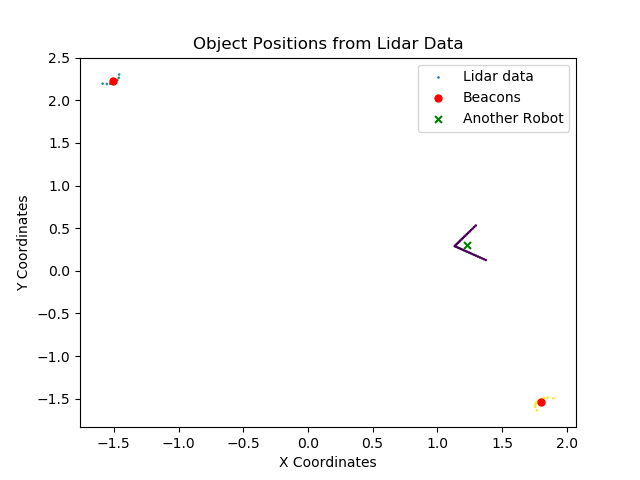 Object Positions from Lidar Data
Lidar data
Beacons
Another Robot
Y Coordinates
2.5
2.0
1.5
1.0
0.5
0.0
−0.5
−1.0
−1.5
−1.5
−1.0
−0.5
0.0
0.5
1.0
1.5
2.0
X Coordinates